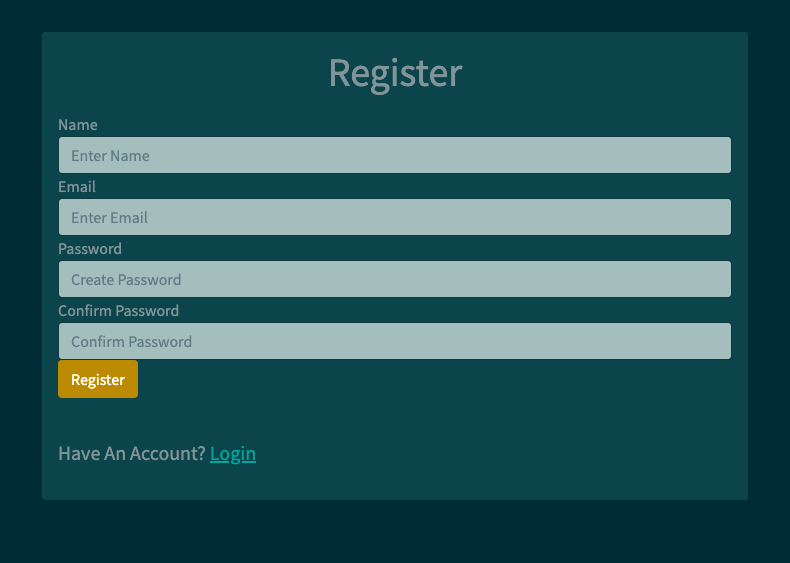 Register
Name
Enter Name
Email
Enter Email
Password
Create Password
Confirm Password
Confirm Password
Register
Have An Account? Login